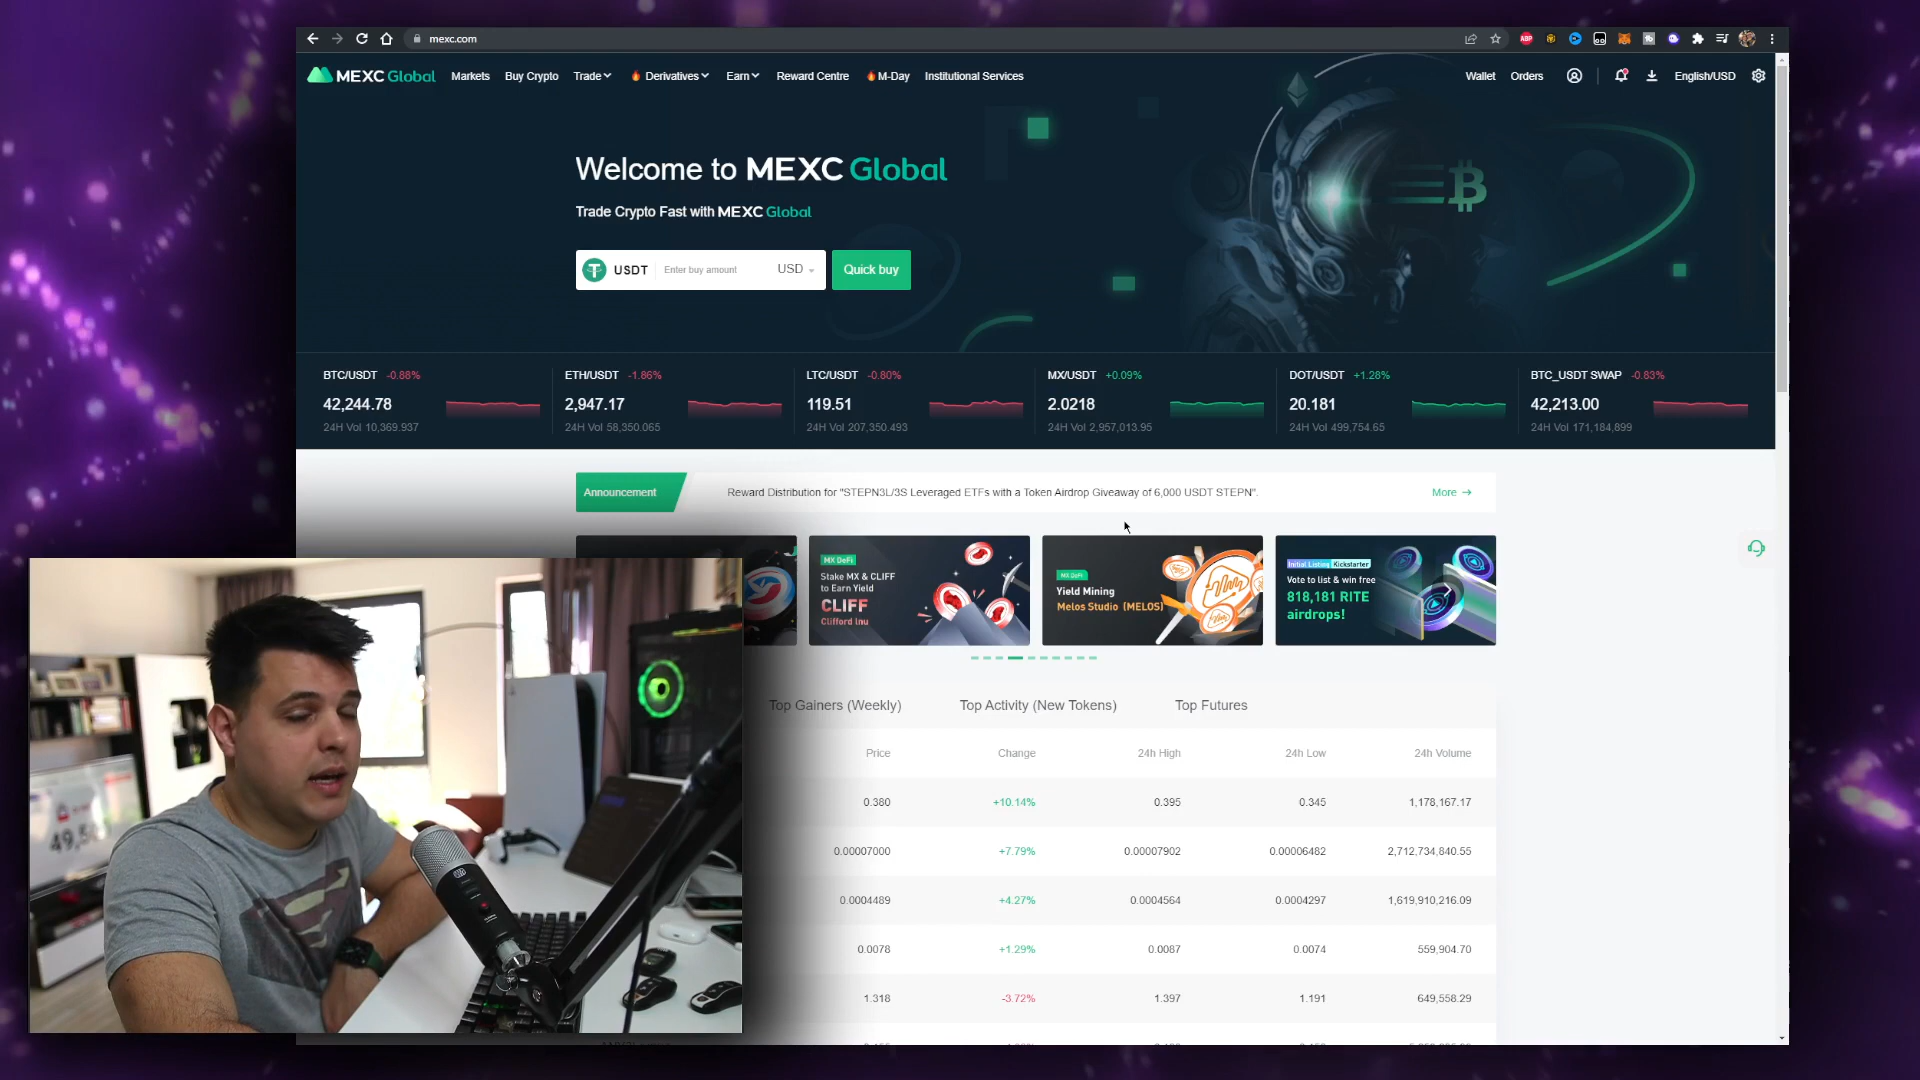 mexc.com
MEXC Global Markets Buy Crypto Trade Derivatives Earn Reward Centre M-Day Institutional Services Wallet Orders English/USD
Welcome to MEXC Global
Trade Crypto Fast with MEXC Global
USDT Enter buy amount USD Quick buy
BTC/USDT -0.88% ETH/USDT -1.86% LTC/USDT -0.80% MX/USDT +0.09% DOT/USDT +1.28% BTC_USDT SWAP -0.83%
42,244.78 2,947.17 119.51 2.0218 20.181 42,213.00
24H Vol 10,369.937 24H Vol 58,350.065 24H Vol 207,350.493 24H Vol 2,957,013.95 24H Vol 499,754.65 24H Vol 171,184,899
Announcement Reward Distribution for "STEPN3L/3S Leveraged ETFs with a Token Airdrop Giveaway of 6,000 USDT STEPN". More →
MX DeFi
Stake MX & CLIFF
to Earn Yield
CLIFF
Clifford Inu
MX DeFi
Yield Mining
Melos Studio (MELOS)
Initial Listing Kickstarter
Vote to list & win free
818,181 RITE
airdrops!
Top Gainers (Weekly) Top Activity (New Tokens) Top Futures
Price Change 24h High 24h Low 24h Volume
0.380 +10.14% 0.395 0.345 1,178,167.17
0.00007000 +7.79% 0.00007902 0.00006482 2,712,734,840.55
0.0004489 +4.27% 0.0004564 0.0004297 1,619,910,216.09
0.0078 +1.29% 0.0087 0.0074 559,904.70
1.318 -3.72% 1.397 1.191 649,558.29